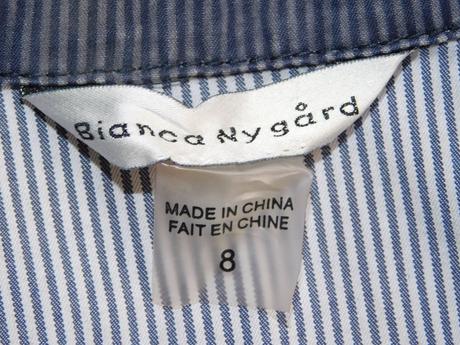 Bianca Nygård
MADE IN CHINA
FAIT EN CHINE
8